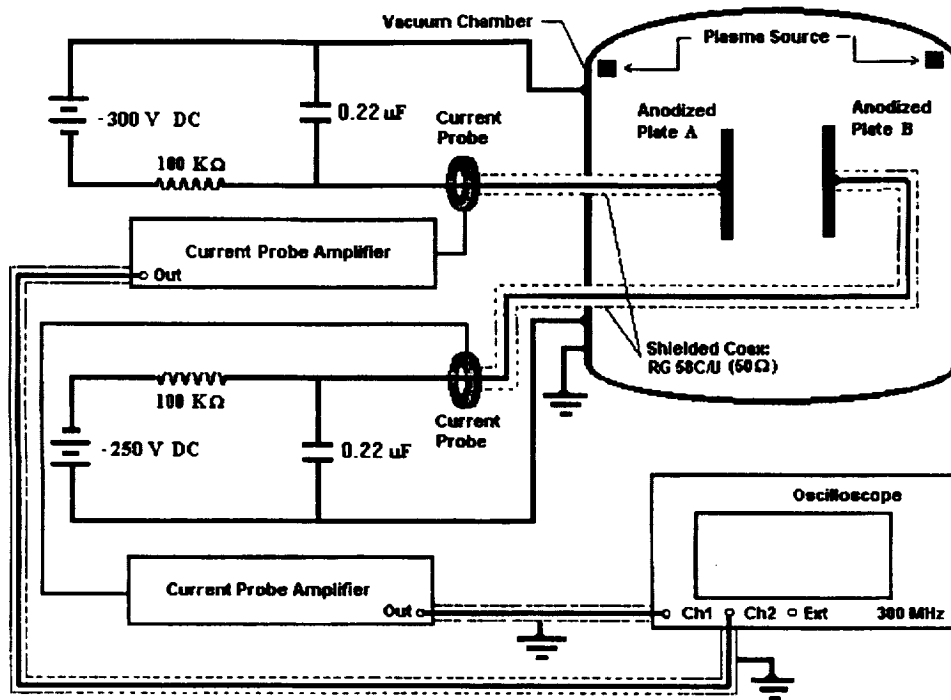 Vacuum Chamber
Plasma Source
-300 V DC
0.22 uF
100 KΩ
Current
Probe
Anodized
Plate A
Anodized
Plate B
Current Probe Amplifier
Out
Shielded Coax:
RG 58C/U (50Ω)
100 KΩ
-250 V DC
0.22 uF
Current
Probe
Oscilloscope
Current Probe Amplifier
Out
Ch1
Ch2
Ext
300 MHz